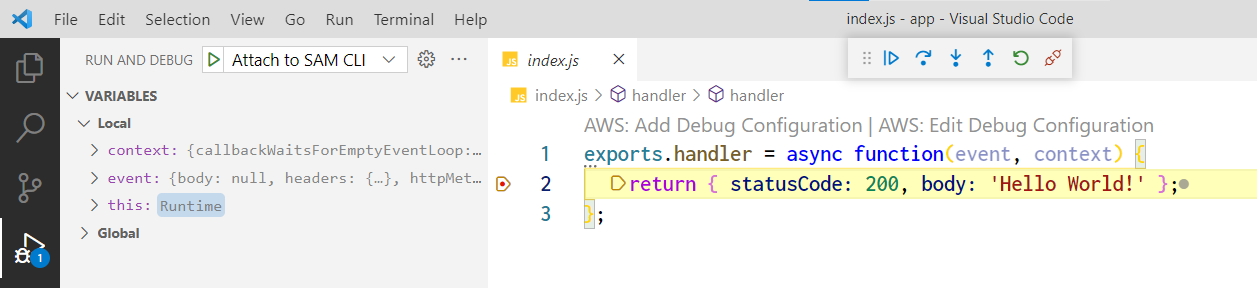 File Edit Selection View Go Run Terminal Help index.js - app - Visual Studio Code
RUN AND DEBUG Attach to SAM CLI ···
VARIABLES
Local
context: {callbackWaitsForEmptyEventLoop:...
event: {body: null, headers: {…}, httpMet...
this: Runtime
Global
1
JS index.js
JS index.js > handler > handler
AWS: Add Debug Configuration | AWS: Edit Debug Configuration
1 exports.handler = async function(event, context) {
2 return { statusCode: 200, body: 'Hello World!' };
3 };